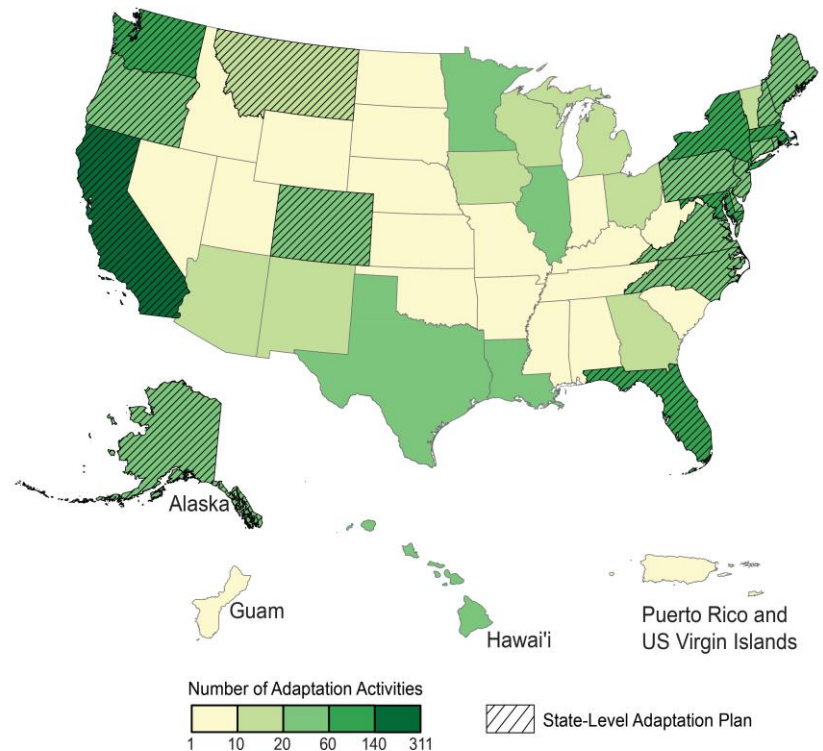 Alaska
Guam
Hawai'i
Puerto Rico and
US Virgin Islands
Number of Adaptation Activities
1 10 20 60 140 311
State-Level Adaptation Plan